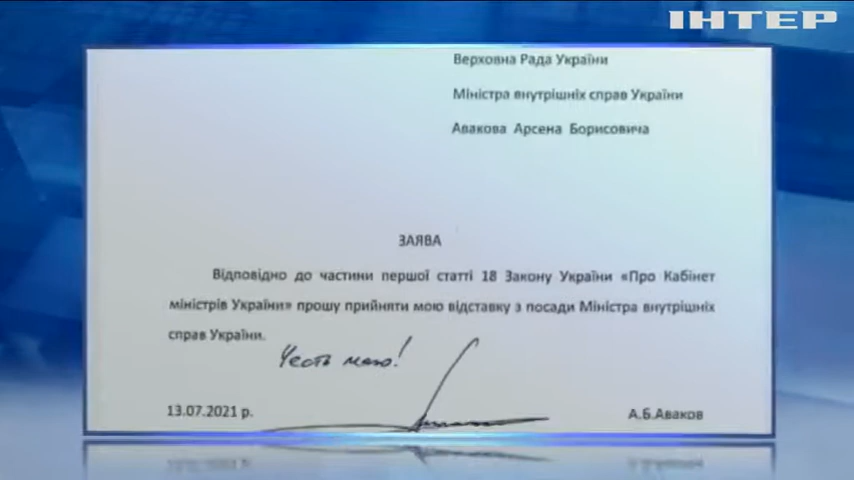 ІНТЕР
Верховна Рада України
Міністра внутрішніх справ України
Авакова Арсена Борисовича
ЗАЯВА
Відповідно до частини першої статті 18 Закону України «Про Кабінет
міністрів України» прошу прийняти мою відставку з посади Міністра внутрішніх
справ України.
Честь маю!
13.07.2021 р.
А.Б.Аваков